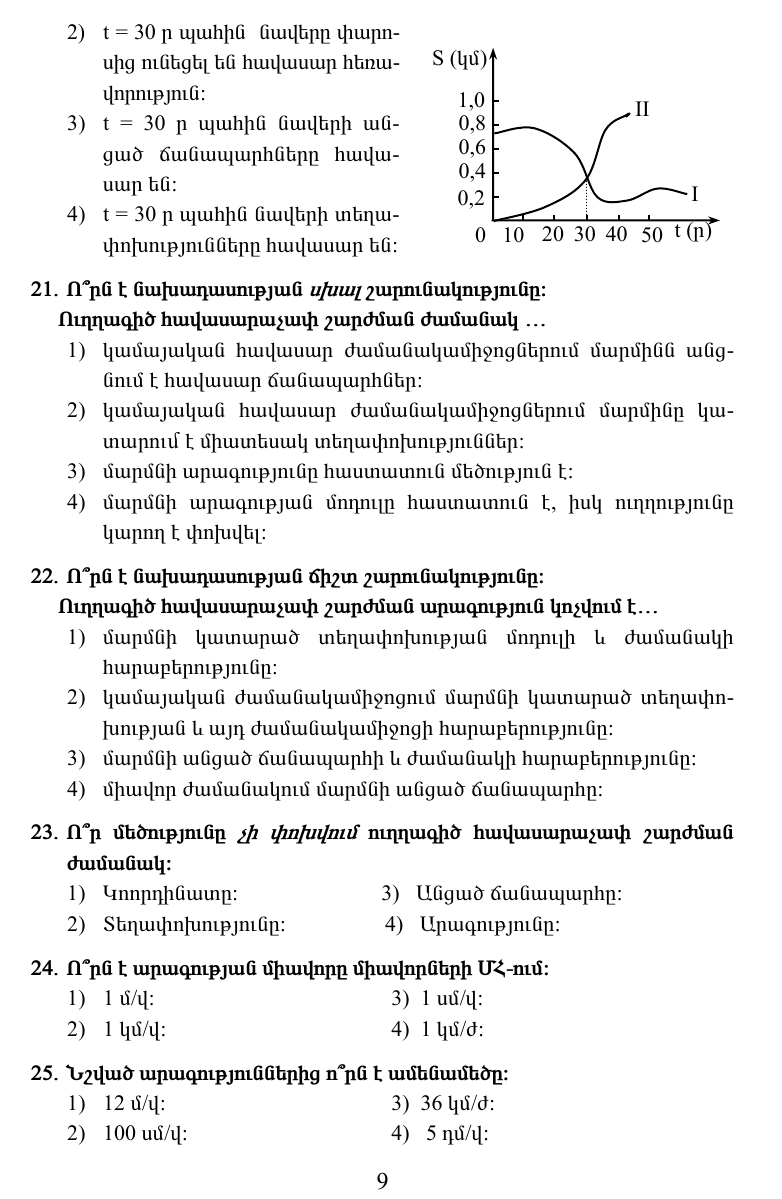 2) t = 30 ր պահին նավերը փարո-
սից ունեցել են հավասար հեռա-
վորություն:
3) t = 30 ր պահին նավերի ան-
ցած ճանապարհները հավա-
սար են:
4) t = 30 ր պահին նավերի տեղա-
փոխությունները հավասար են:
S (կմ)
1,0
0,8
0,6
0,4
0,2
II
I
0 10 20 30 40 50 t (ր)
21. Ո՞րն է նախադասության սխալ շարունակությունը:
Ուղղագիծ հավասարաչափ շարժման ժամանակ …
1) կամայական հավասար ժամանակամիջոցներում մարմինն անց-
նում է հավասար ճանապարհներ:
2) կամայական հավասար ժամանակամիջոցներում մարմինը կա-
տարում է միատեսակ տեղափոխություններ:
3) մարմնի արագությունը հաստատուն մեծություն է:
4) մարմնի արագության մոդուլը հաստատուն է, իսկ ուղղությունը
կարող է փոխվել:
22. Ո՞րն է նախադասության ճիշտ շարունակությունը:
Ուղղագիծ հավասարաչափ շարժման արագություն կոչվում է…
1) մարմնի կատարած տեղափոխության մոդուլի և ժամանակի
հարաբերությունը:
2) կամայական ժամանակամիջոցում մարմնի կատարած տեղափո-
խության և այդ ժամանակամիջոցի հարաբերությունը:
3) մարմնի անցած ճանապարհի և ժամանակի հարաբերությունը:
4) միավոր ժամանակում մարմնի անցած ճանապարհը:
23. Ո՞ր մեծությունը չի փոխվում ուղղագիծ հավասարաչափ շարժման
ժամանակ:
1) Կոորդինատը: 3) Անցած ճանապարհը:
2) Տեղափոխությունը: 4) Արագությունը:
24. Ո՞րն է արագության միավորը միավորների ՄՀ-ում:
1) 1 մ/վ: 3) 1 սմ/վ:
2) 1 կմ/վ: 4) 1 կմ/ժ:
25. Նշված արագություններից ո՞րն է ամենամեծը:
1) 12 մ/վ: 3) 36 կմ/ժ:
2) 100 սմ/վ: 4) 5 դմ/վ:
9